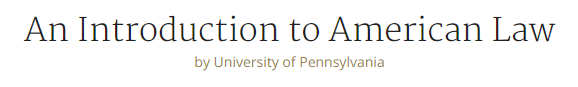 An Introduction to American Law
by University of Pennsylvania